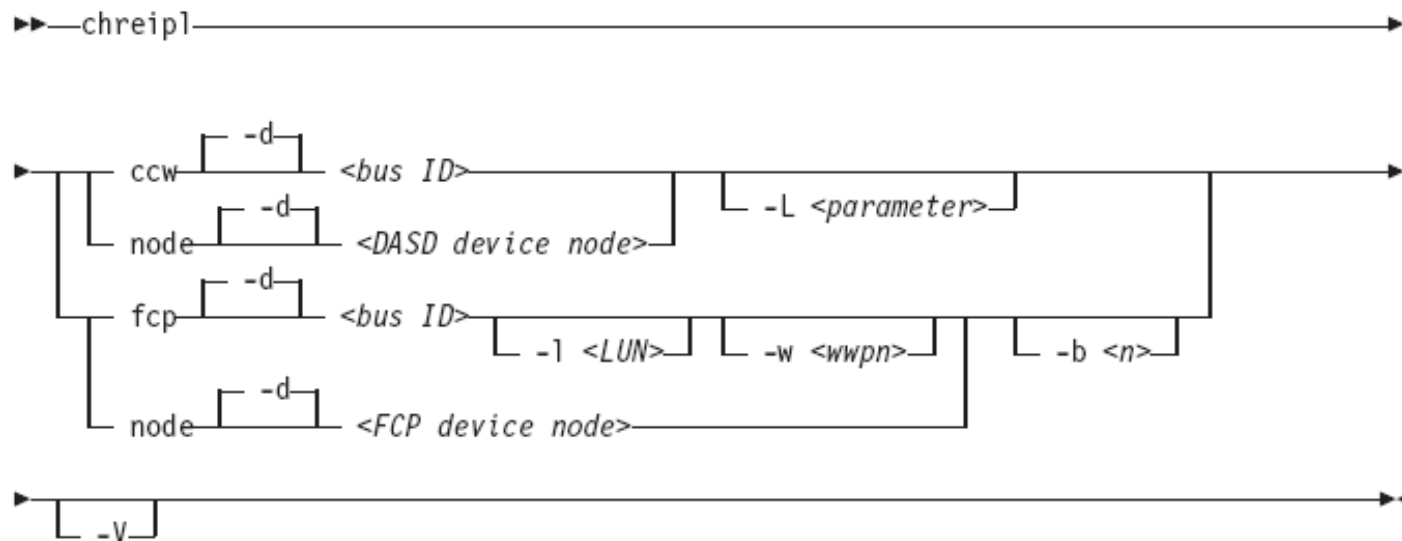 chreipl
-d
ccw <bus ID>
-L <parameter>
-d
node <DASD device node>
-d
fcp <bus ID>
-l <LUN> -w <wwpn> -b <n>
-d
node <FCP device node>
-V